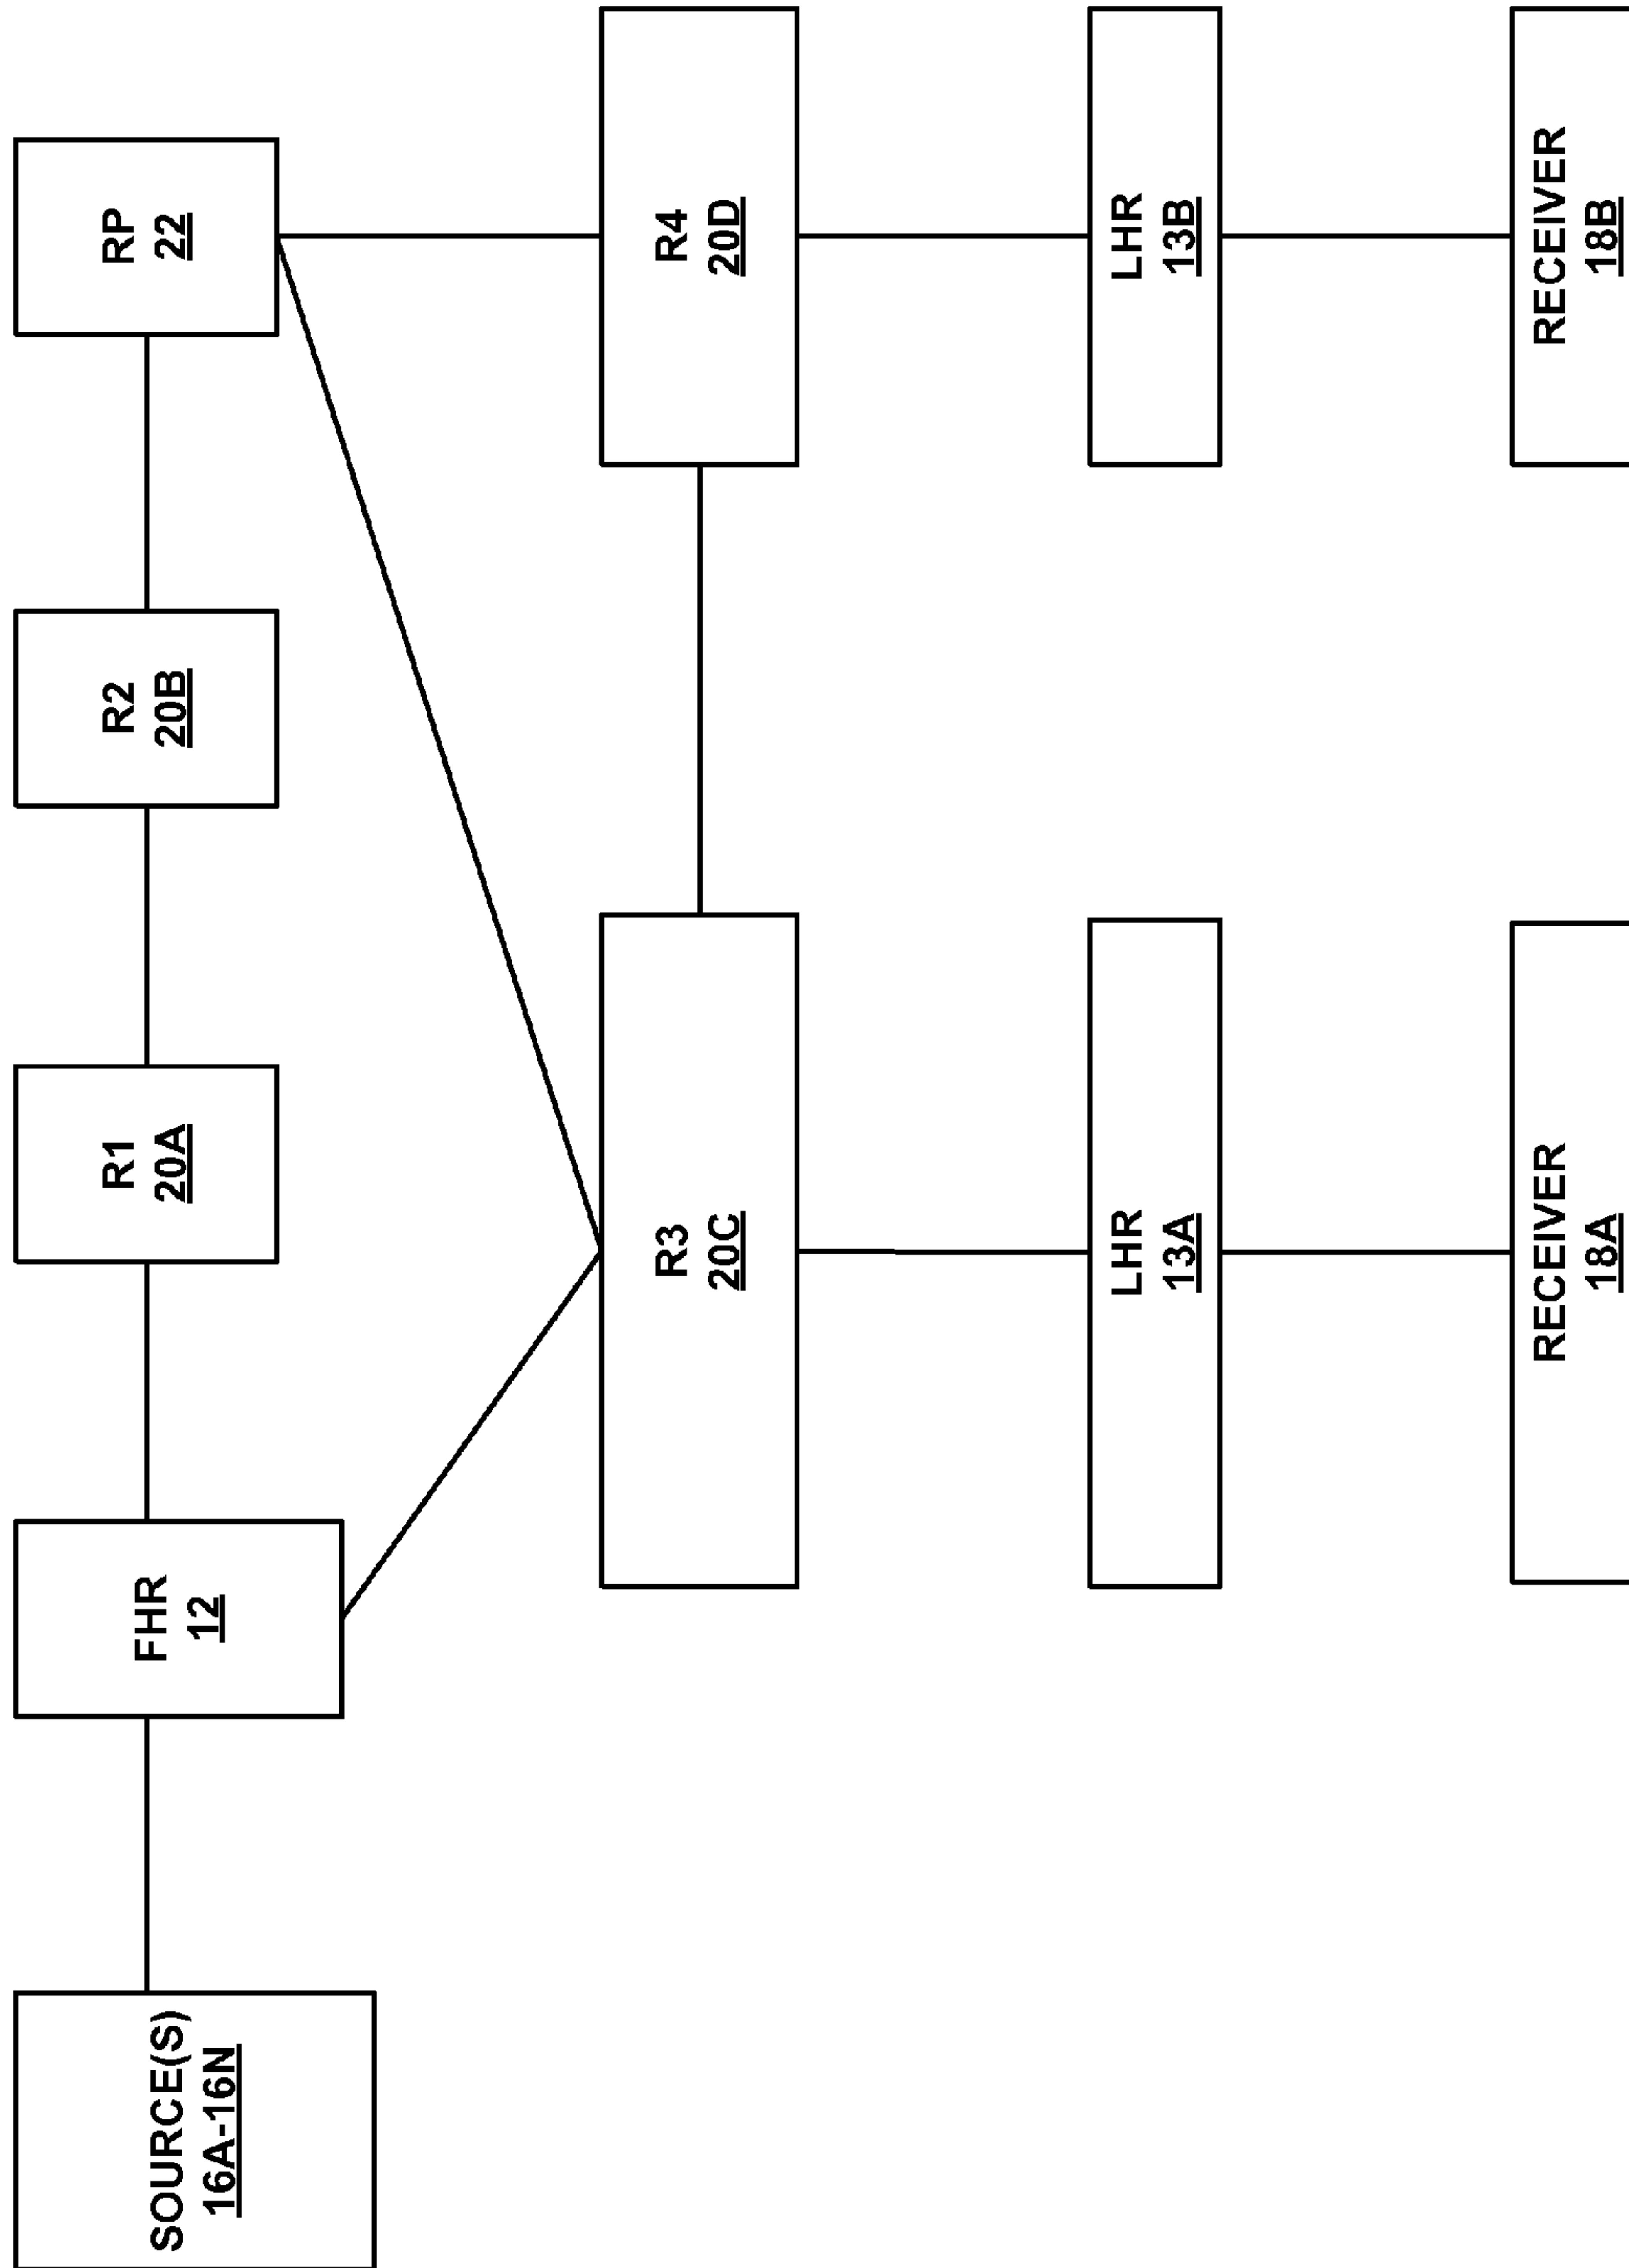 SOURCE(S)
16A-16N
FHR
12
R1
20A
R2
20B
RP
22
R3
20C
R4
20D
LHR
13A
LHR
13B
RECEIVER
18A
RECEIVER
18B